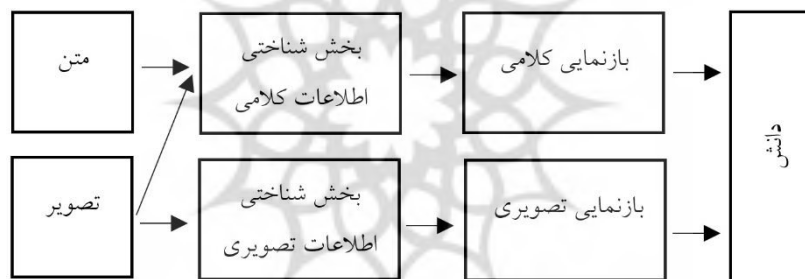 متن
بخش شناختی
اطلاعات کلامی
بازنمایی کلامی
دانش
تصویر
بخش شناختی
اطلاعات تصویری
بازنمایی تصویری